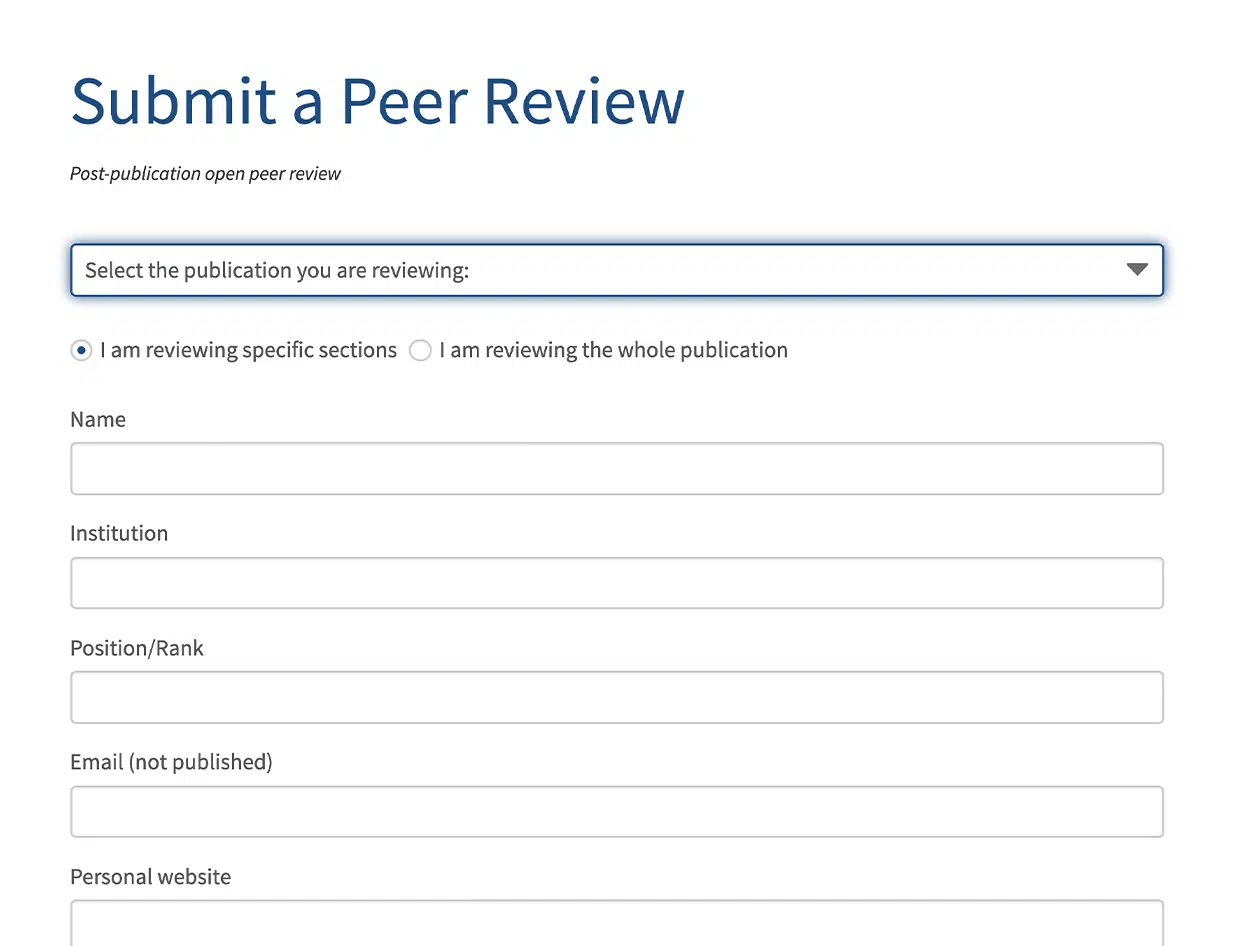 Submit a Peer Review
Post-publication open peer review
Select the publication you are reviewing:
I am reviewing specific sections I am reviewing the whole publication
Name
Institution
Position/Rank
Email (not published)
Personal website